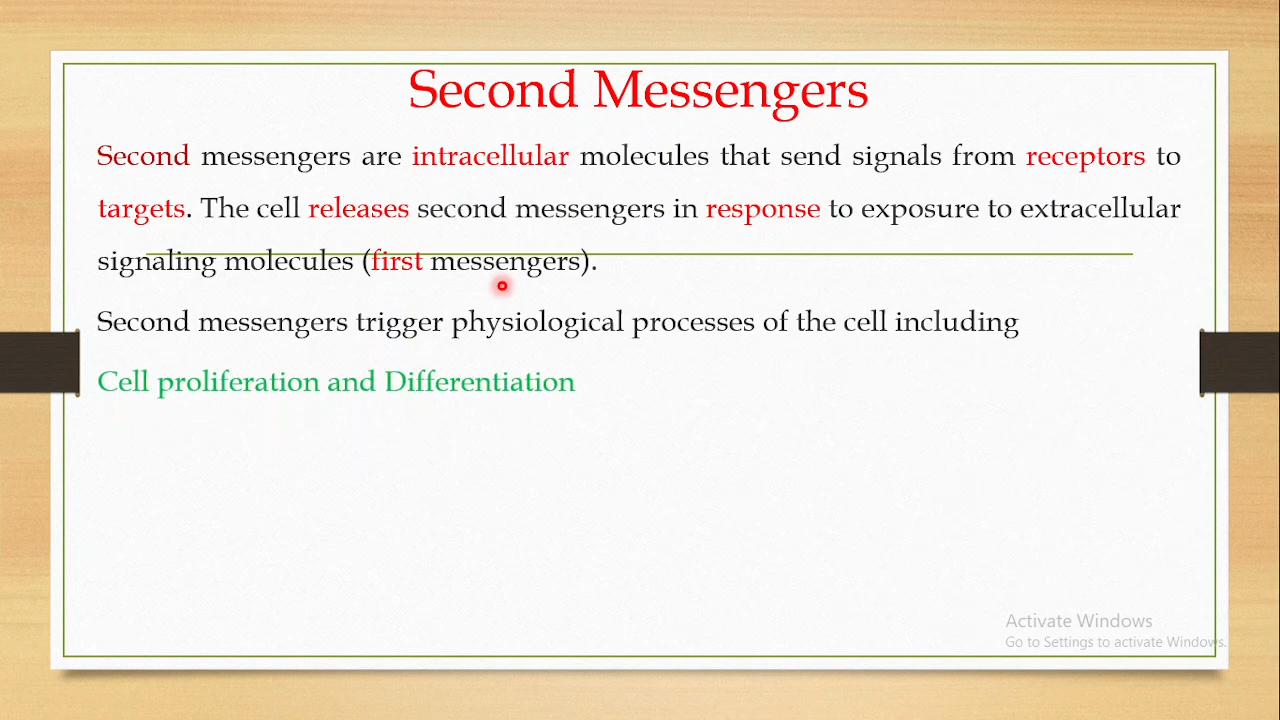 Second Messengers
Second messengers are intracellular molecules that send signals from receptors to
targets. The cell releases second messengers in response to exposure to extracellular
signaling molecules (first messengers).
Second messengers trigger physiological processes of the cell including
Cell proliferation and Differentiation
Activate Windows
Go to Settings to activate Windows.